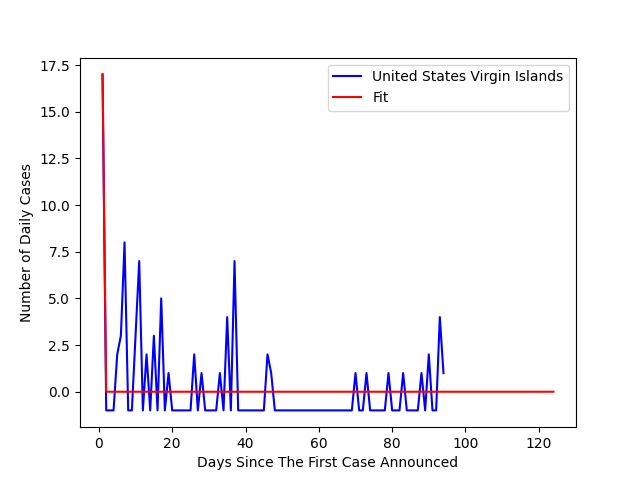 United States Virgin Islands
Fit
Number of Daily Cases
17.5
15.0
12.5
10.0
7.5
5.0
2.5
0.0
0 20 40 60 80 100 120
Days Since The First Case Announced